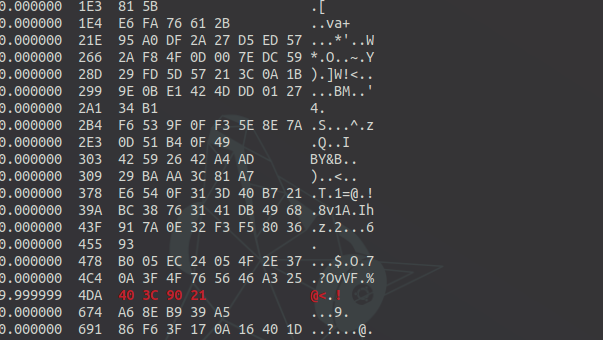 0.000000 1E3 81 5B .[
0.000000 1E4 E6 FA 76 61 2B ..va+
0.000000 21E 95 A0 DF 2A 27 D5 ED 57 ...*'..W
0.000000 266 2A F8 4F 0D 00 7E DC 59 *.O..~.Y
0.000000 28D 29 FD 5D 57 21 3C 0A 1B ).]W!<..
0.000000 299 9E 0B E1 42 4D DD 01 27 ...BM..'
0.000000 2A1 34 B1 4.
0.000000 2B4 F6 53 9F 0F F3 5E 8E 7A .S...^.z
0.000000 2E3 0D 51 B4 0F 49 .Q..I
0.000000 303 42 59 26 42 A4 AD BY&B..
0.000000 309 29 BA AA 3C 81 A7 )..<..
0.000000 378 E6 54 0F 31 3D 40 B7 21 .T.1=@.!
0.000000 39A BC 38 76 31 41 DB 49 68 .8v1A.Ih
0.000000 43F 91 7A 0E 32 F3 F5 80 36 .z.2...6
0.000000 455 93 .
0.000000 478 B0 05 EC 24 05 4F 2E 37 ...$.O.7
0.000000 4C4 0A 3F 4F 76 56 46 A3 25 .?OvVF.%
9.999999 4DA 40 3C 90 21 @<.!
0.000000 674 A6 8E B9 39 A5 ...9.
0.000000 691 86 F6 3F 17 0A 16 40 1D ..?...@.